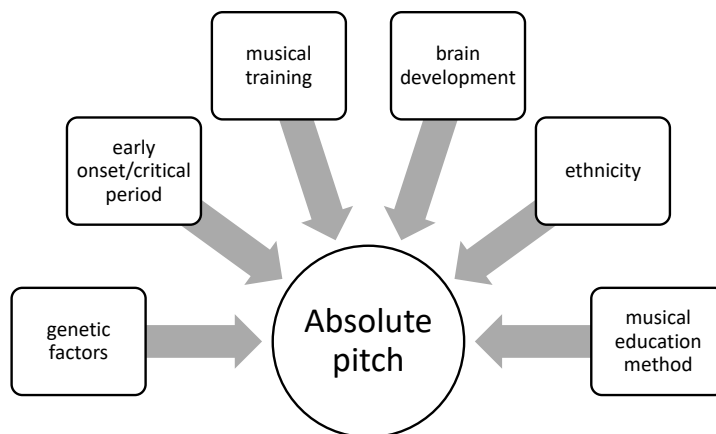 musical
training
brain
development
early
onset/critical
period
ethnicity
genetic
factors
Absolute
pitch
musical
education
method